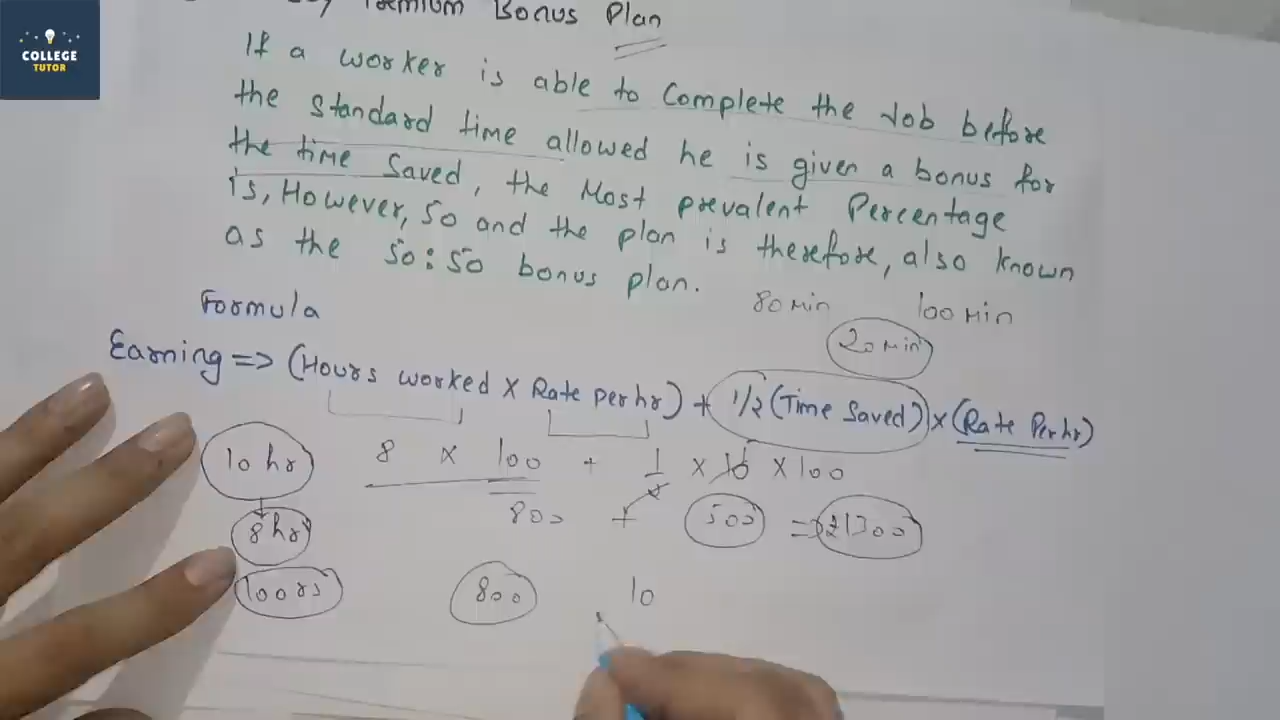 COLLEGE
TUTOR
Premium Bonus Plan
If a worker is able to Complete the Job before
the standard time allowed he is given a bonus for
the time Saved, the Most prevalent Percentage
is, However, 50 and the plan is therefore, also known
as the 50:50 bonus plan.
80 Min 100 Min
20 Min
Formula
Earning => (Hours worked X Rate per hr) + 1/2 (Time Saved) x (Rate Per hr)
10 hr 8 x 100 + 1 x 10 x 100
8 hr 800 + 500 => 1300
100 rs 800 10